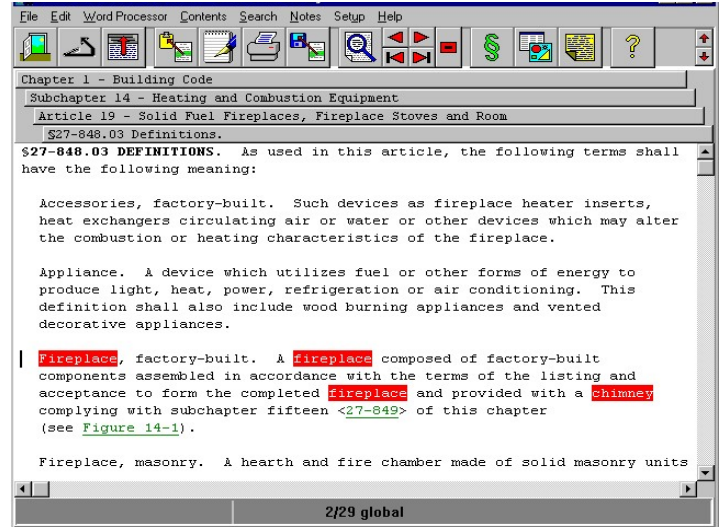 File Edit Word Processor Contents Search Notes Setup Help
§ ?
Chapter 1 - Building Code
Subchapter 14 - Heating and Combustion Equipment
Article 19 - Solid Fuel Fireplaces, Fireplace Stoves and Room
§27-848.03 Definitions.
§27-848.03 DEFINITIONS. As used in this article, the following terms shall
have the following meaning:
Accessories, factory-built. Such devices as fireplace heater inserts,
heat exchangers circulating air or water or other devices which may alter
the combustion or heating characteristics of the fireplace.
Appliance. A device which utilizes fuel or other forms of energy to
produce light, heat, power, refrigeration or air conditioning. This
definition shall also include wood burning appliances and vented
decorative appliances.
Fireplace, factory-built. A fireplace composed of factory-built
components assembled in accordance with the terms of the listing and
acceptance to form the completed fireplace and provided with a chimney
complying with subchapter fifteen <27-849> of this chapter
(see Figure 14-1).
Fireplace, masonry. A hearth and fire chamber made of solid masonry units
2/29 global